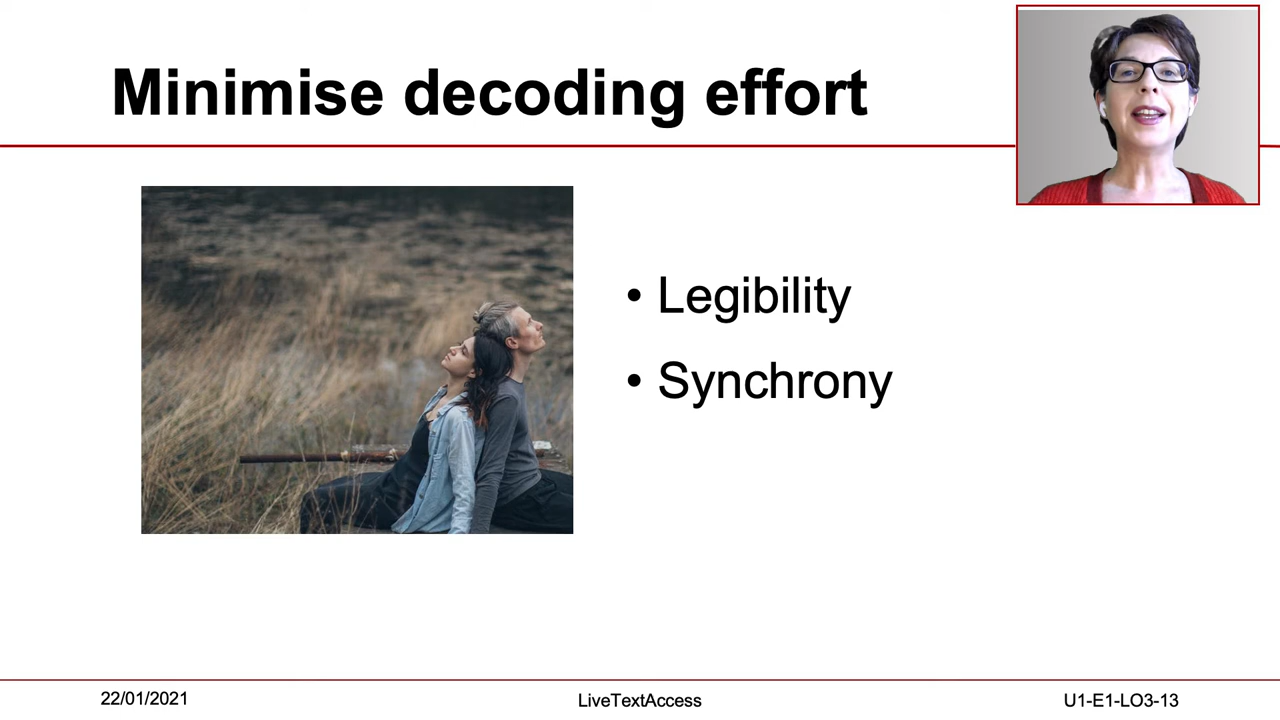 Minimise decoding effort
• Legibility
• Synchrony
22/01/2021
LiveTextAccess
U1-E1-LO3-13